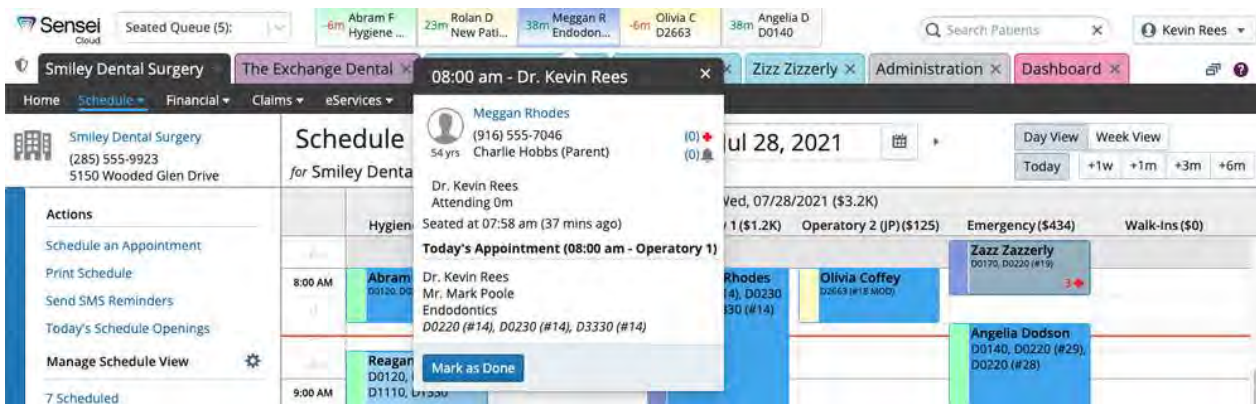 Sensei
Cloud
Seated Queue (5):
-6m Abram F Hygiene ...
23m Rolan D New Pati...
38m Meggan R Endodon...
-6m Olivia C D2663
38m Angelia D D0140
Search Patients
Kevin Rees
Smiley Dental Surgery
The Exchange Dental
Zizz Zizzerly
Administration
Dashboard
Home Schedule Financial Claims eServices
Smiley Dental Surgery
(285) 555-9923
5150 Wooded Glen Drive
Actions
Schedule an Appointment
Print Schedule
Send SMS Reminders
Today's Schedule Openings
Manage Schedule View
7 Scheduled
Schedule
for Smiley Denta
Jul 28, 2021
Day View Week View
Today +1w +1m +3m +6m
Wed, 07/28/2021 ($3.2K)
Hygien
1 ($1.2K)
Operatory 2 (JP) ($125)
Emergency ($434)
Walk-Ins ($0)
8:00 AM
9:00 AM
Abram
D0120, D0
Reagan
D0120,
D1110, D1330
Rhodes
4), D0230
330 (#14)
Olivia Coffey
D2663 (#18 MOD)
Zazz Zazzerly
D0170, D0220 (#19)
3
Angelia Dodson
D0140, D0220 (#29),
D0220 (#28)
08:00 am - Dr. Kevin Rees
Meggan Rhodes
(916) 555-7046
(0)
54 yrs Charlie Hobbs (Parent)
(0)
Dr. Kevin Rees
Attending 0m
Seated at 07:58 am (37 mins ago)
Today's Appointment (08:00 am - Operatory 1)
Dr. Kevin Rees
Mr. Mark Poole
Endodontics
D0220 (#14), D0230 (#14), D3330 (#14)
Mark as Done